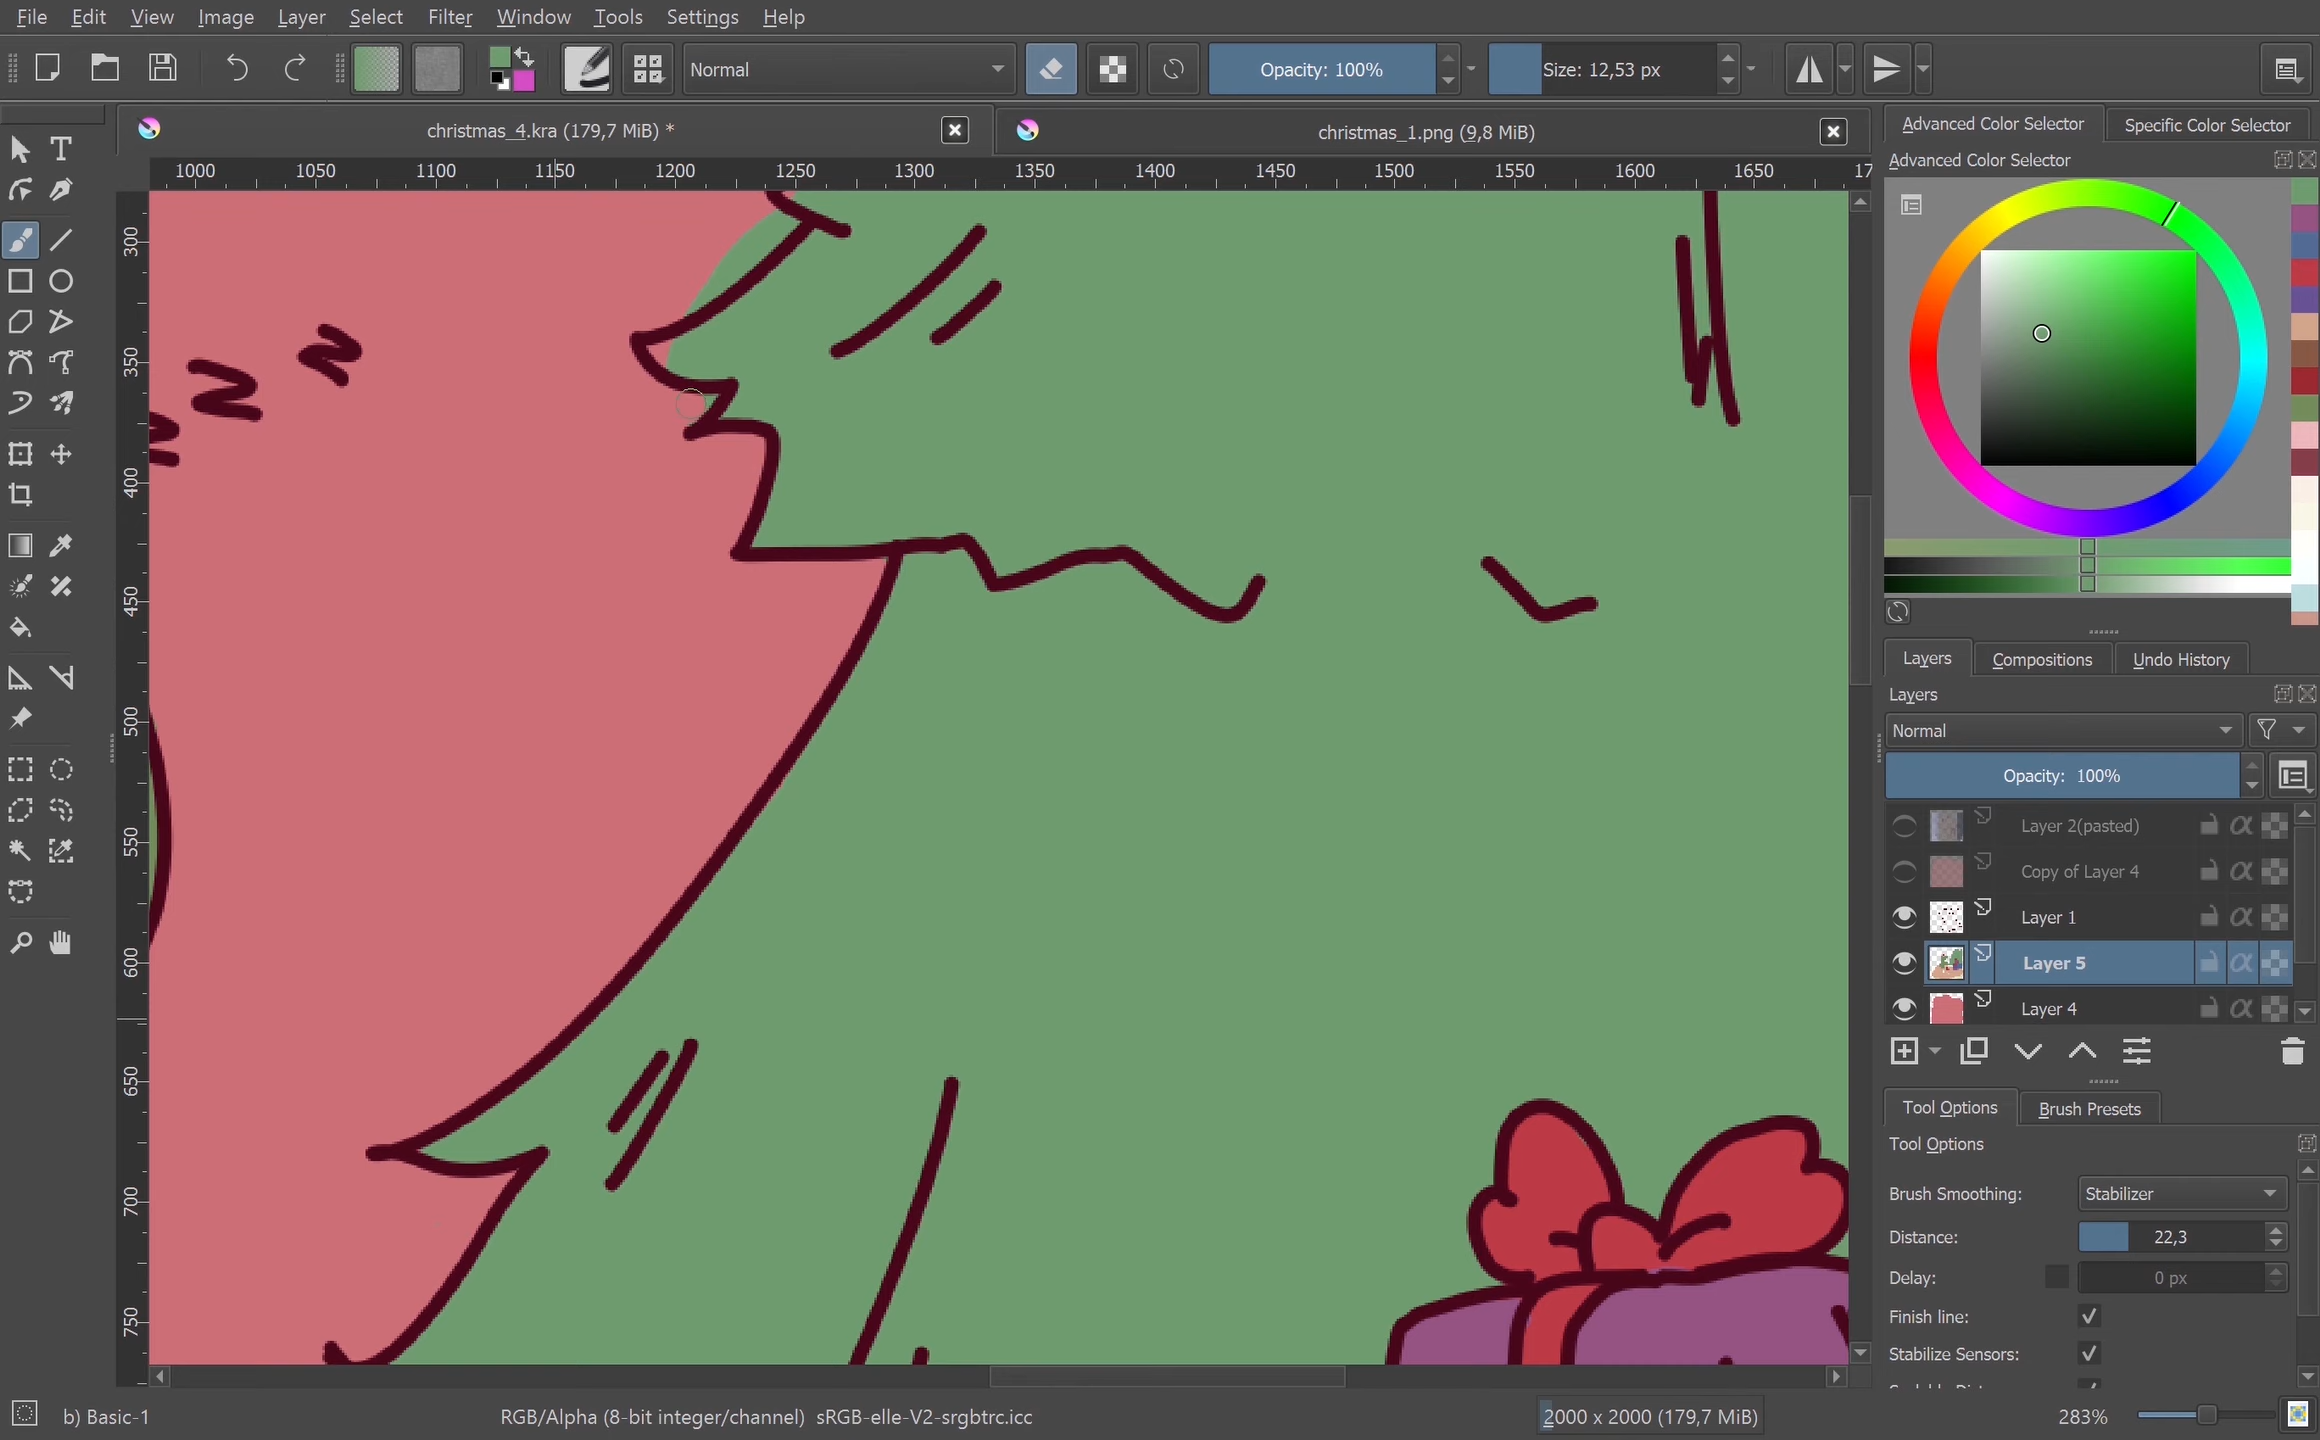 File Edit View Image Layer Select Filter Window Tools Settings Help
Normal Opacity: 100% Size: 12,53 px
christmas_4.kra (179,7 MiB) * christmas_1.png (9,8 MiB)
Advanced Color Selector Specific Color Selector
Advanced Color Selector
1000 1050 1100 1150 1200 1250 1300 1350 1400 1450 1500 1550 1600 1650 17
300
350
400
450
500
550
600
650
700
750
Layers Compositions Undo History
Layers
Normal
Opacity: 100%
Layer 2(pasted)
Copy of Layer 4
Layer 1
Layer 5
Layer 4
Tool Options Brush Presets
Tool Options
Brush Smoothing: Stabilizer
Distance: 22,3
Delay: 0 px
Finish line:
Stabilize Sensors:
b) Basic-1 RGB/Alpha (8-bit integer/channel) sRGB-elle-V2-srgbtrc.icc 2000 x 2000 (179,7 MiB) 283%